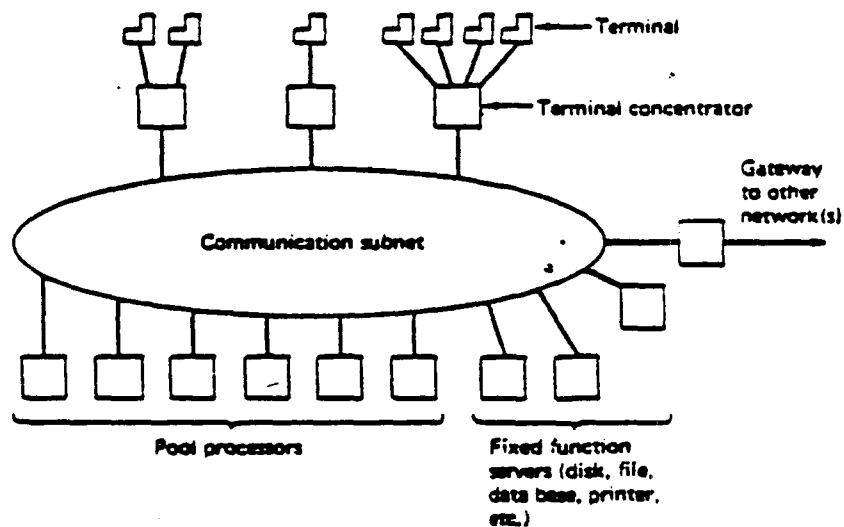 Terminal
Terminal concentrator
Gateway
to other
network(s)
Communication subnet
Pool processors
Fixed function
servers (disk, file,
data base, printer,
etc.)